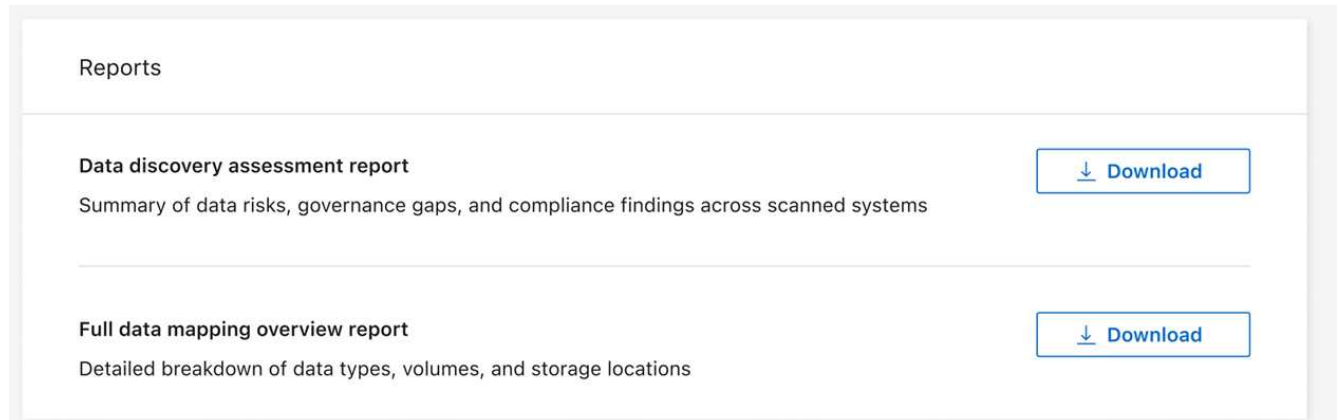 Reports
Data discovery assessment report
Download
Summary of data risks, governance gaps, and compliance findings across scanned systems
Full data mapping overview report
Download
Detailed breakdown of data types, volumes, and storage locations